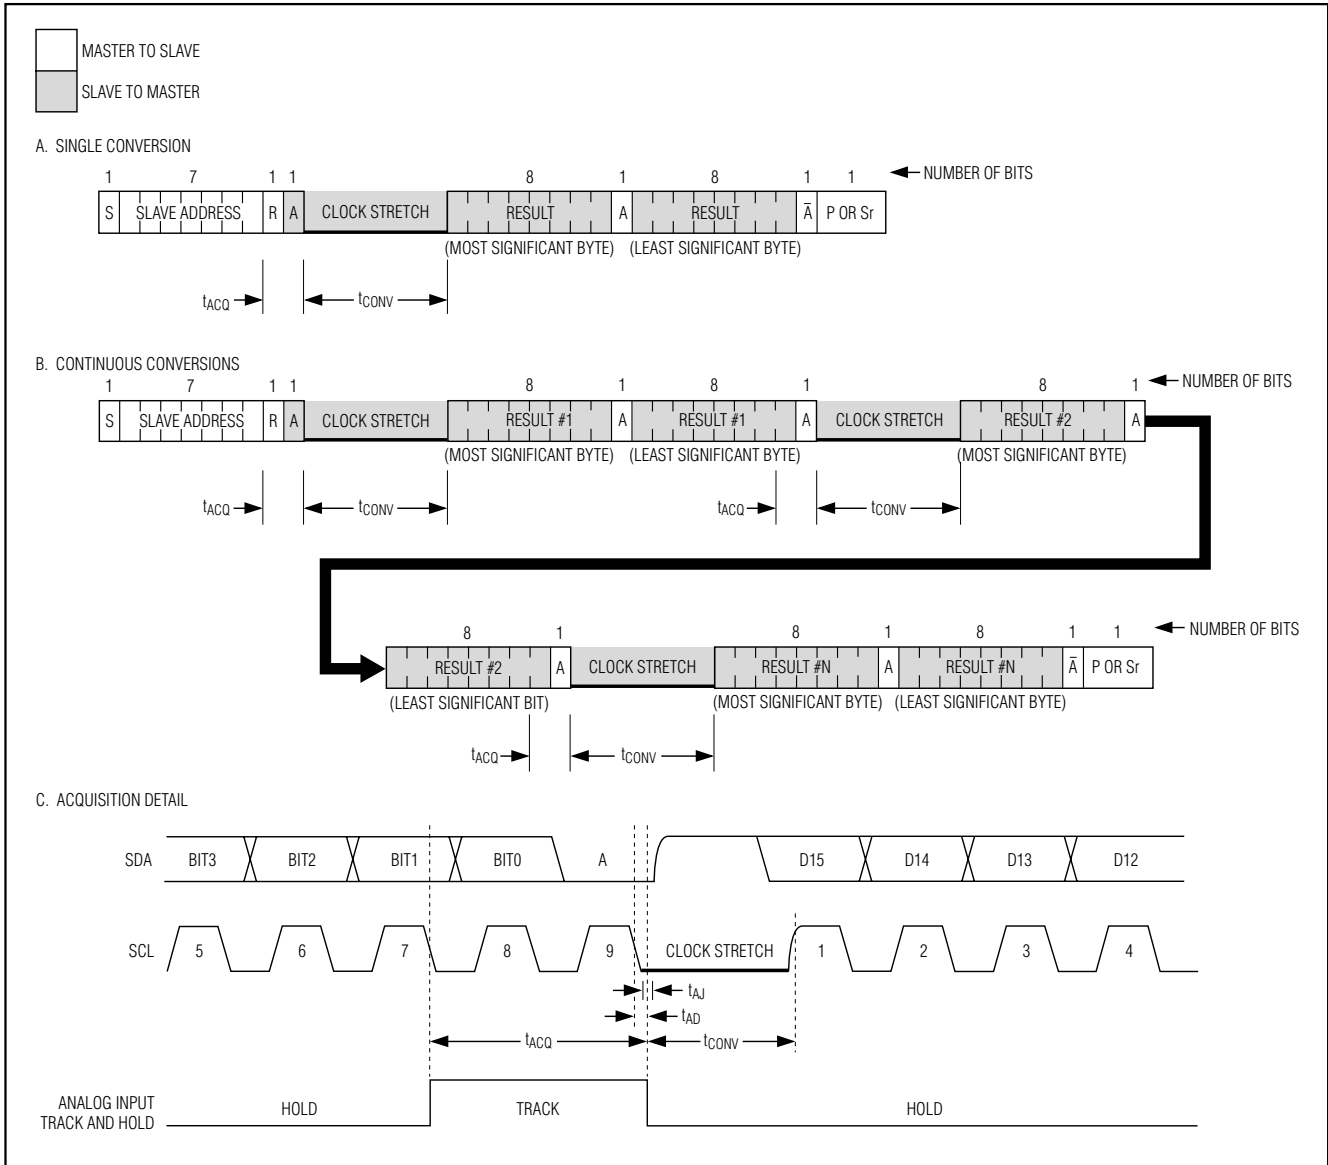 MASTER TO SLAVE
SLAVE TO MASTER
A. SINGLE CONVERSION
1 7 1 1 8 1 8 1 1 NUMBER OF BITS
S SLAVE ADDRESS R A CLOCK STRETCH RESULT A RESULT A̅ P OR Sr
(MOST SIGNIFICANT BYTE) (LEAST SIGNIFICANT BYTE)
tACQ tCONV
B. CONTINUOUS CONVERSIONS
1 7 1 1 8 1 8 1 8 1 NUMBER OF BITS
S SLAVE ADDRESS R A CLOCK STRETCH RESULT #1 A RESULT #1 A CLOCK STRETCH RESULT #2 A
(MOST SIGNIFICANT BYTE) (LEAST SIGNIFICANT BYTE) (MOST SIGNIFICANT BYTE)
tACQ tCONV tACQ tCONV
8 1 8 1 8 1 1 NUMBER OF BITS
RESULT #2 A CLOCK STRETCH RESULT #N A RESULT #N A̅ P OR Sr
(LEAST SIGNIFICANT BIT) (MOST SIGNIFICANT BYTE) (LEAST SIGNIFICANT BYTE)
tACQ tCONV
C. ACQUISITION DETAIL
SDA BIT3 BIT2 BIT1 BIT0 A D15 D14 D13 D12
SCL 5 6 7 8 9 CLOCK STRETCH 1 2 3 4
tAJ
tAD
tACQ tCONV
ANALOG INPUT
TRACK AND HOLD HOLD TRACK HOLD